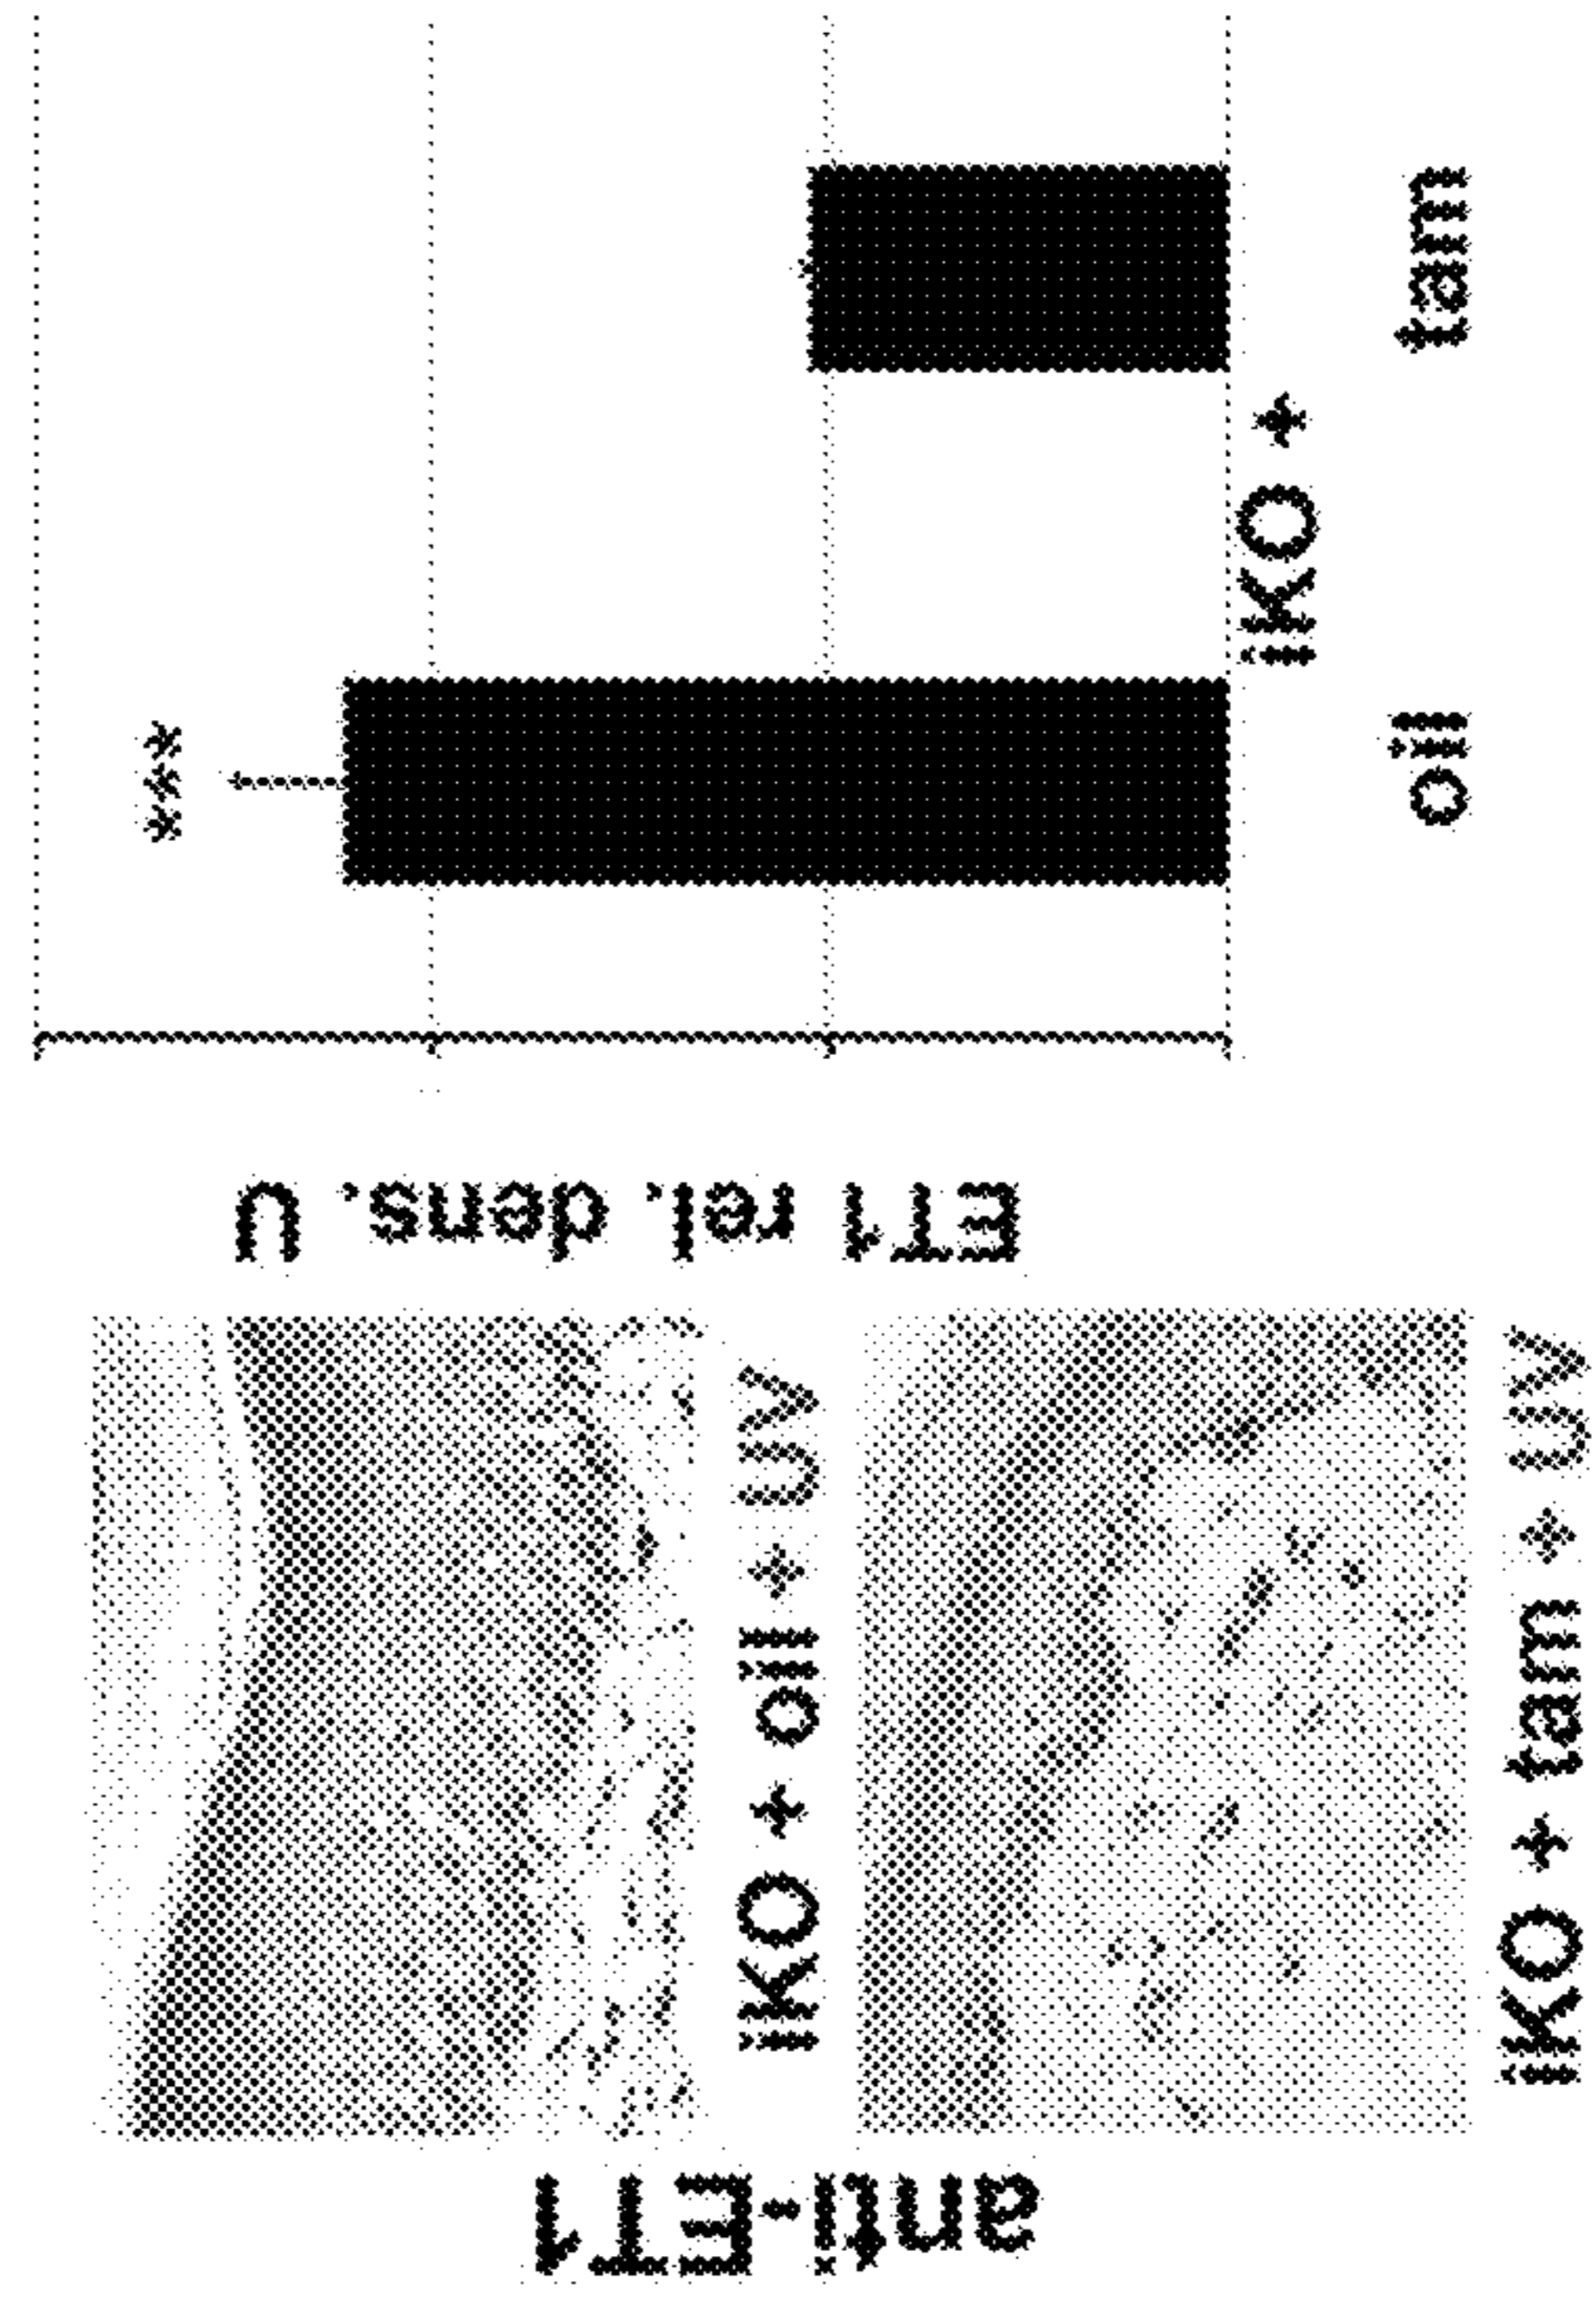 anti-ET1
iKO + oil + UV
iKO + tam + UV
ET1 rel. dens. U
***
iKO +
oil
tam